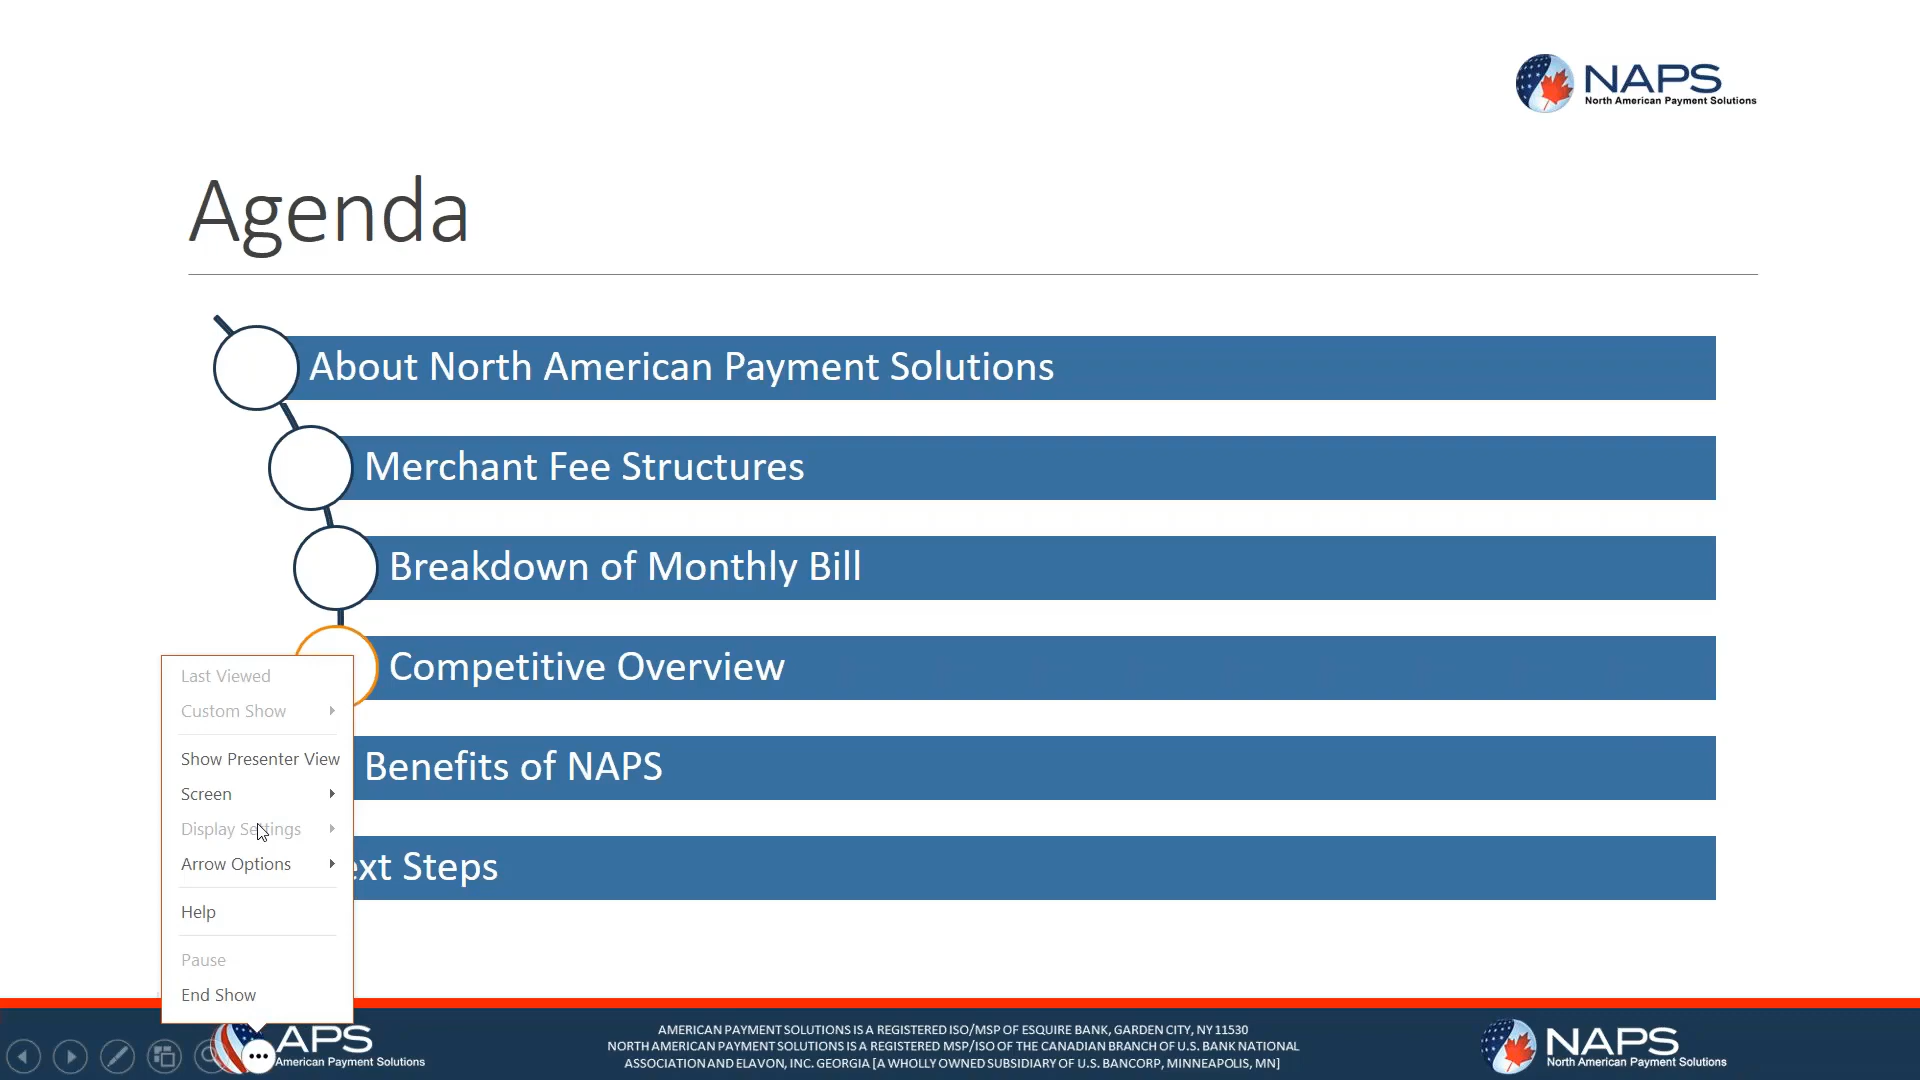 NAPS
North American Payment Solutions
Agenda
About North American Payment Solutions
Merchant Fee Structures
Breakdown of Monthly Bill
Competitive Overview
Benefits of NAPS
ext Steps
Last Viewed
Custom Show
Show Presenter View
Screen
Display Settings
Arrow Options
Help
Pause
End Show
APS
American Payment Solutions
AMERICAN PAYMENT SOLUTIONS IS A REGISTERED ISO/MSP OF ESQUIRE BANK, GARDEN CITY, NY 11530
NORTH AMERICAN PAYMENT SOLUTIONS IS A REGISTERED MSP/ISO OF THE CANADIAN BRANCH OF U.S. BANK NATIONAL
ASSOCIATION AND ELAVON, INC. GEORGIA [A WHOLLY OWNED SUBSIDIARY OF U.S. BANCORP, MINNEAPOLIS, MN]
NAPS
North American Payment Solutions